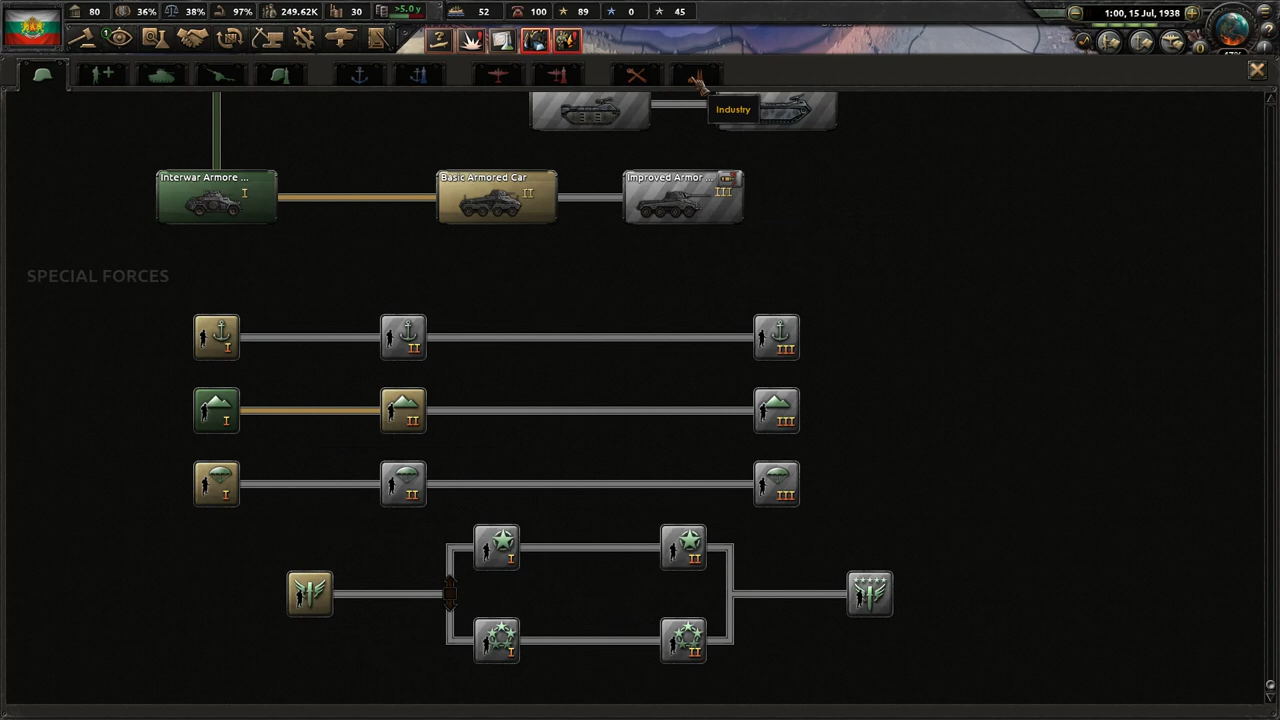 80 36% 38% 97% 249.62K 30 >5.0 y 52 100 89 0 45 1:00, 15 Jul, 1938
1
0
Industry
Interwar Armore ... Basic Armored Car Improved Armor ...
I II III
SPECIAL FORCES
I II III
I II III
I II III
I II
I II